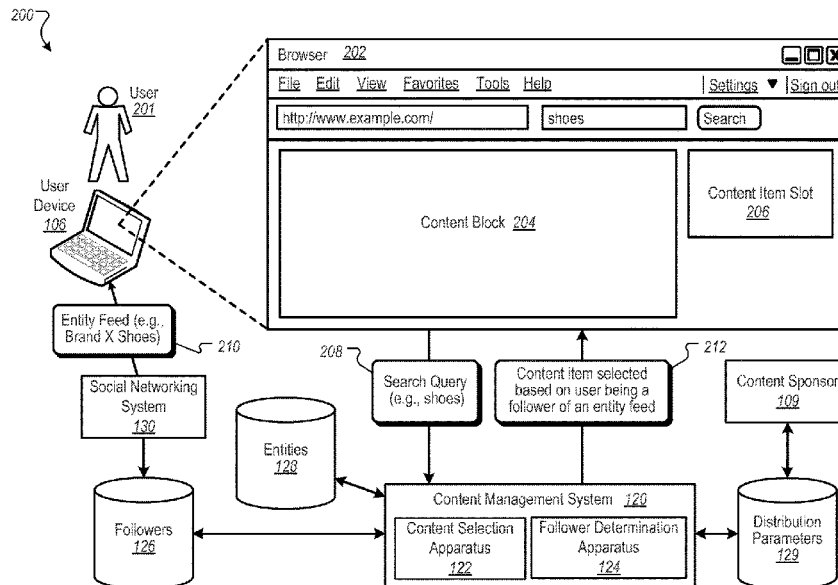 200
User
201
User
Device
106
Browser 202
File Edit View Favorites Tools Help
Settings ▼ Sign out
http://www.example.com/
shoes
Search
Content Block 204
Content Item Slot
206
Entity Feed (e.g.,
Brand X Shoes)
210
Social Networking
System
130
208
Search Query
(e.g., shoes)
Content item selected
based on user being a
follower of an entity feed
212
Content Sponsor
109
Entities
128
Followers
126
Content Management System 120
Content Selection
Apparatus
122
Follower Determination
Apparatus
124
Distribution
Parameters
129